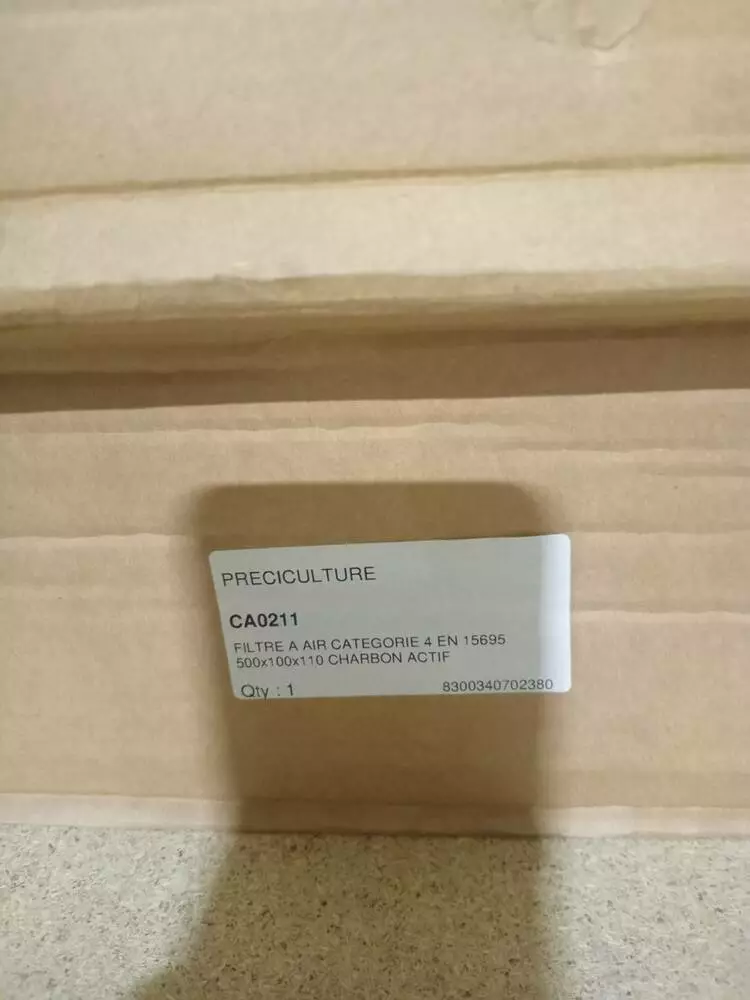 PRECICULTURE
CA0211
FILTRE A AIR CATEGORIE 4 EN 15695
500x100x110 CHARBON ACTIF
Qty : 1 8300340702380